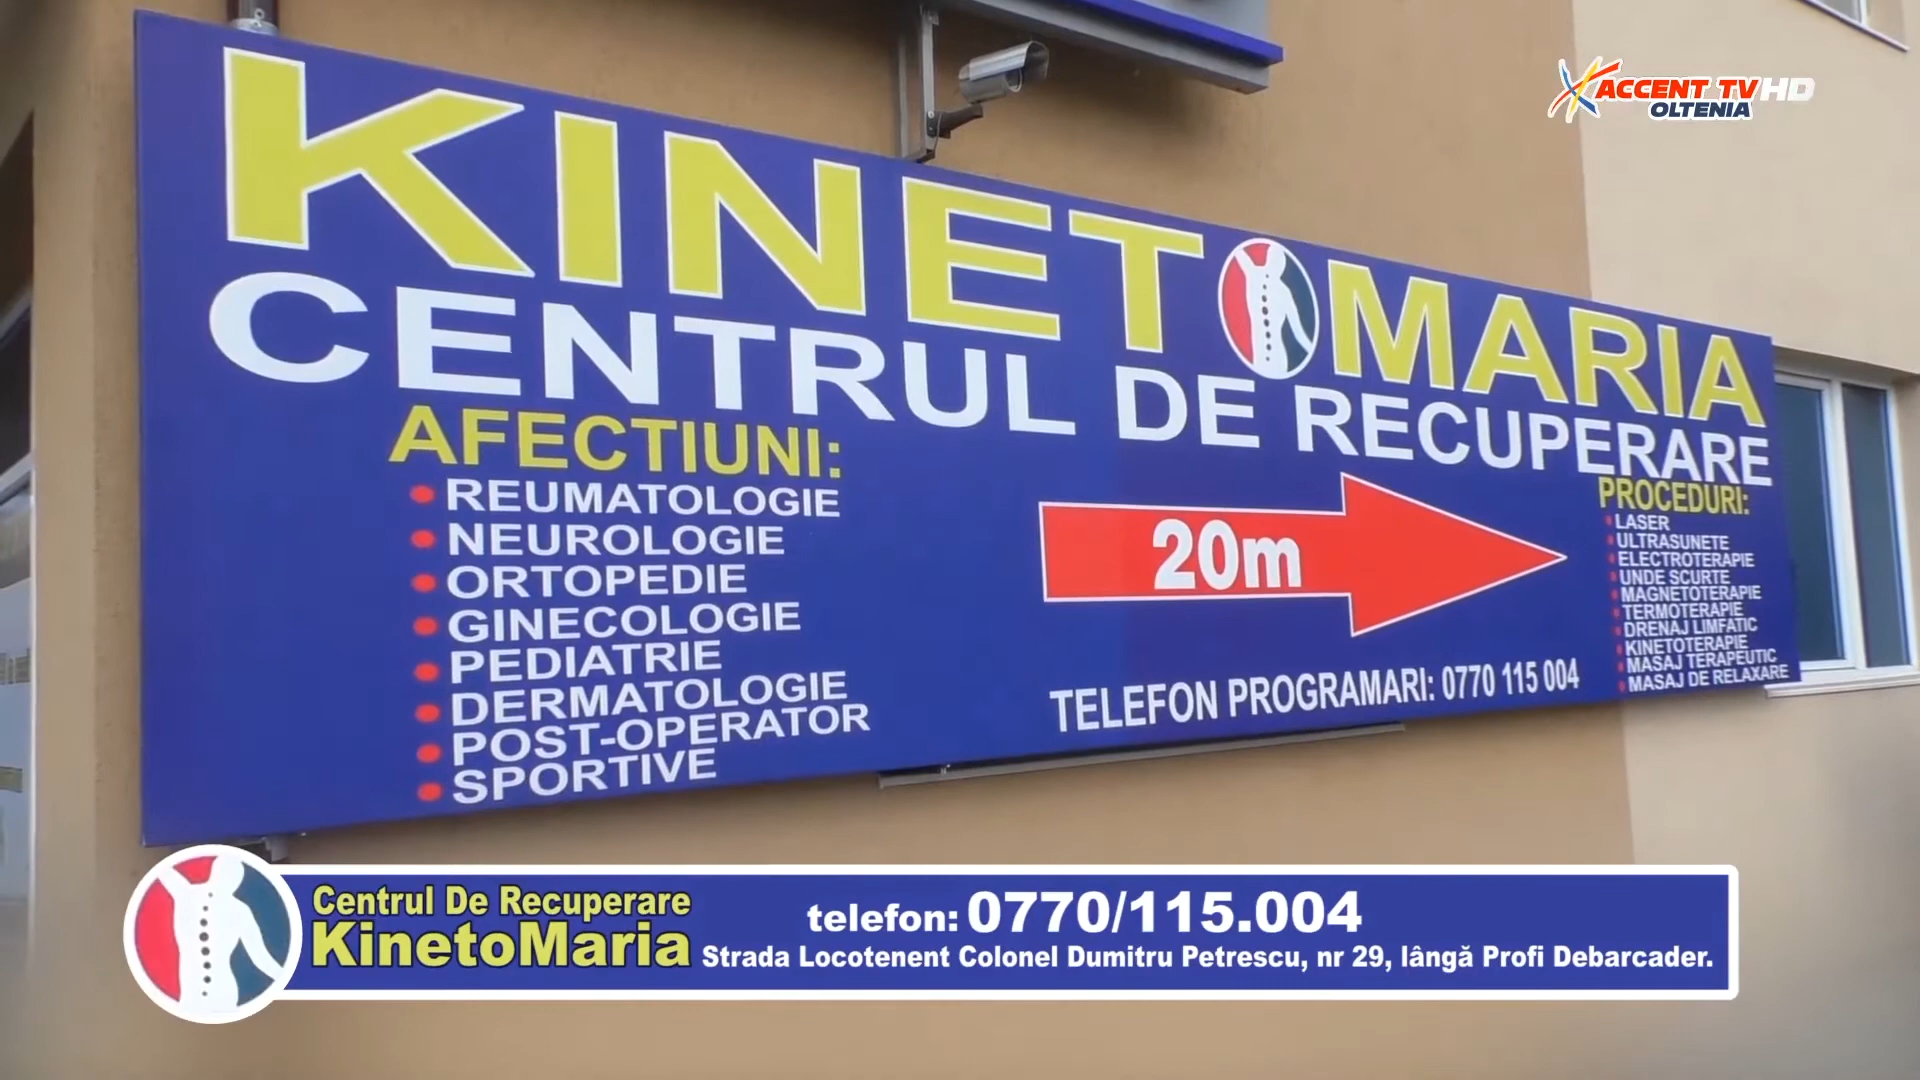 ACCENT TV HD
OLTENIA
KINETOMARIA
CENTRUL DE RECUPERARE
AFECTIUNI:
REUMATOLOGIE
NEUROLOGIE
ORTOPEDIE
GINECOLOGIE
PEDIATRIE
DERMATOLOGIE
POST-OPERATOR
SPORTIVE
20m
TELEFON PROGRAMARI: 0770 115 004
PROCEDURI:
LASER
ULTRASUNETE
ELECTROTERAPIE
UNDE SCURTE
MAGNETOTERAPIE
TERMOTERAPIE
DRENAJ LIMFATIC
KINETOTERAPIE
MASAJ TERAPEUTIC
MASAJ DE RELAXARE
Centrul De Recuperare
KinetoMaria
telefon: 0770/115.004
Strada Locotenent Colonel Dumitru Petrescu, nr 29, lângă Profi Debarcader.